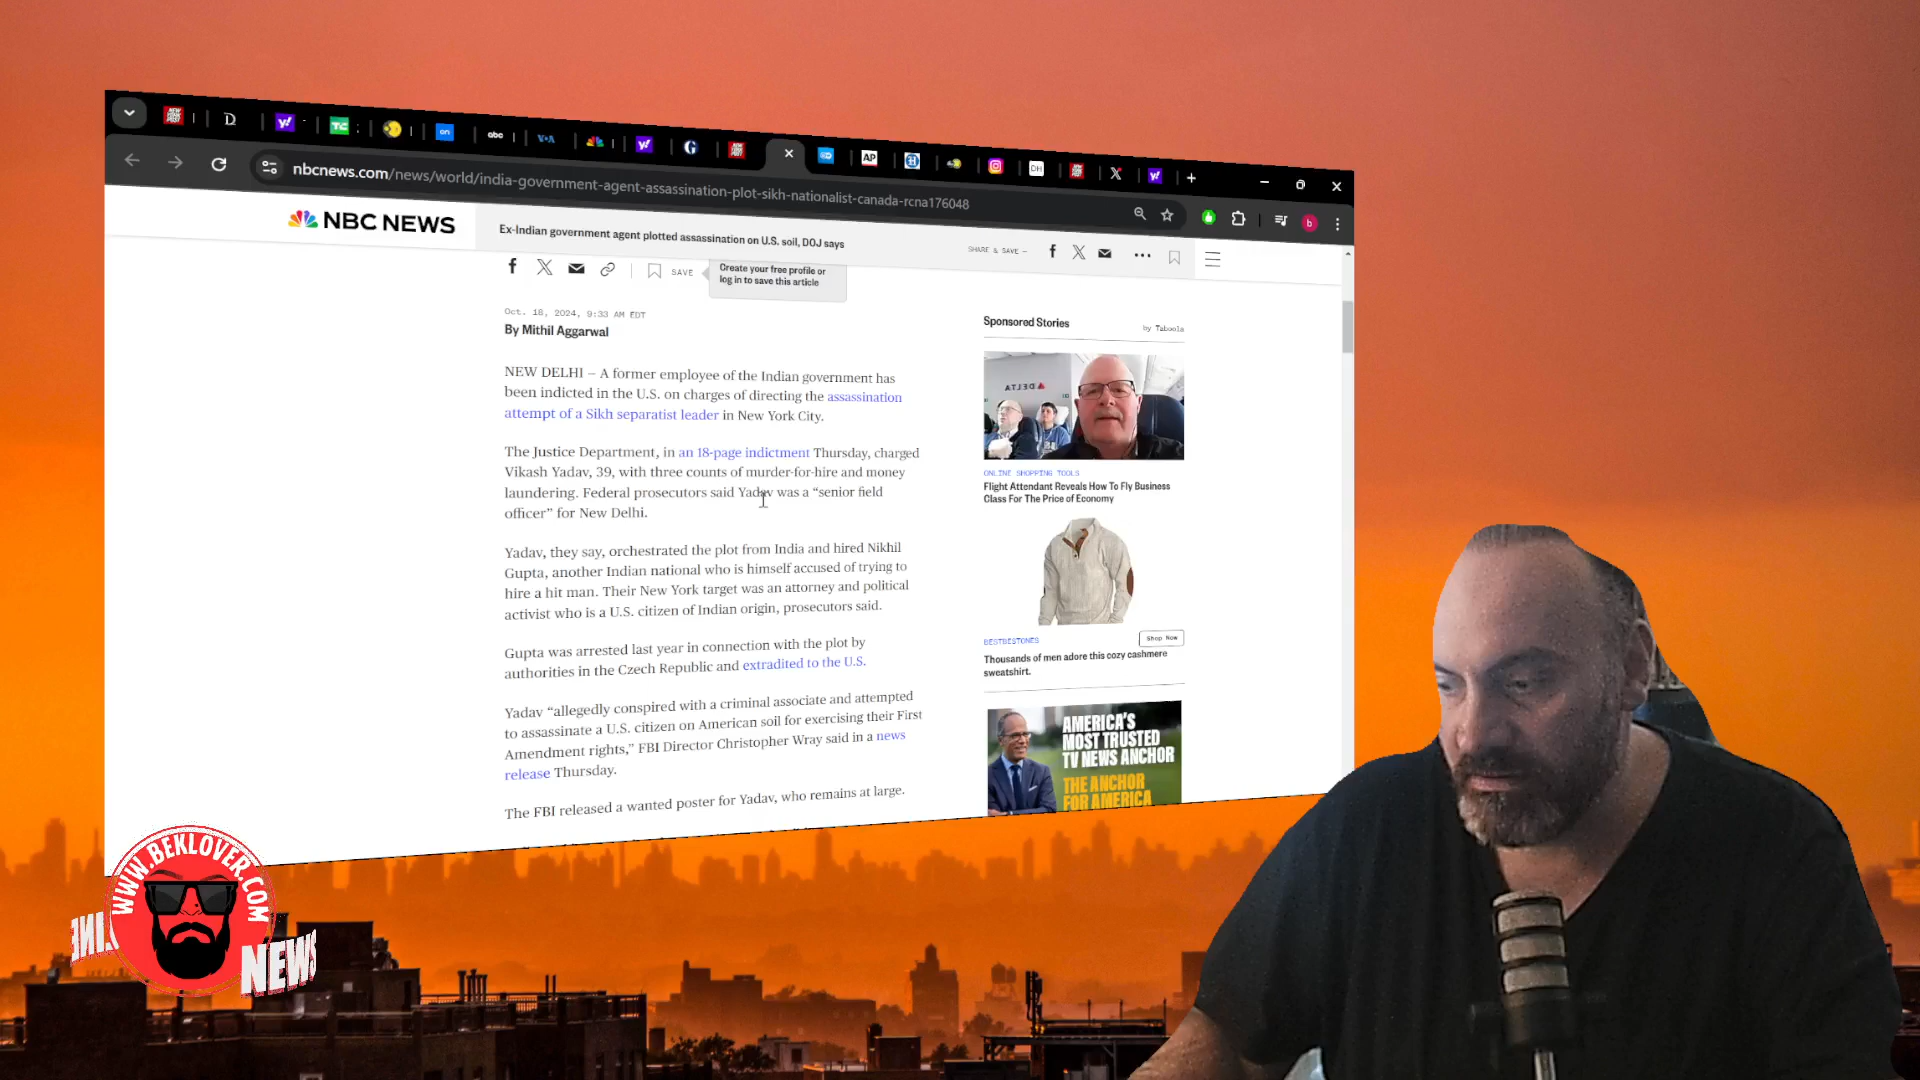 abc
VOA
AP
DH
nbcnews.com/news/world/india-government-agent-assassination-plot-sikh-nationalist-canada-rcna176048
NBC NEWS
Ex-Indian government agent plotted assassination on U.S. soil, DOJ says
SHARE & SAVE —
SAVE
Create your free profile or
log in to save this article
Oct. 18, 2024, 9:33 AM EDT
By Mithil Aggarwal
NEW DELHI — A former employee of the Indian government has
been indicted in the U.S. on charges of directing the assassination
attempt of a Sikh separatist leader in New York City.
The Justice Department, in an 18-page indictment Thursday, charged
Vikash Yadav, 39, with three counts of murder-for-hire and money
laundering. Federal prosecutors said Yadav was a “senior field
officer” for New Delhi.
Yadav, they say, orchestrated the plot from India and hired Nikhil
Gupta, another Indian national who is himself accused of trying to
hire a hit man. Their New York target was an attorney and political
activist who is a U.S. citizen of Indian origin, prosecutors said.
Gupta was arrested last year in connection with the plot by
authorities in the Czech Republic and extradited to the U.S.
Yadav “allegedly conspired with a criminal associate and attempted
to assassinate a U.S. citizen on American soil for exercising their First
Amendment rights,” FBI Director Christopher Wray said in a news
release Thursday.
The FBI released a wanted poster for Yadav, who remains at large.
Sponsored Stories
by Taboola
DELTA
ONLINE SHOPPING TOOLS
Flight Attendant Reveals How To Fly Business
Class For The Price of Economy
BESTBESTONES
Shop Now
Thousands of men adore this cozy cashmere
sweatshirt.
AMERICA'S
MOST TRUSTED
TV NEWS ANCHOR
THE ANCHOR
FOR AMERICA
WWW.BEKLOVER.COM
NEWS